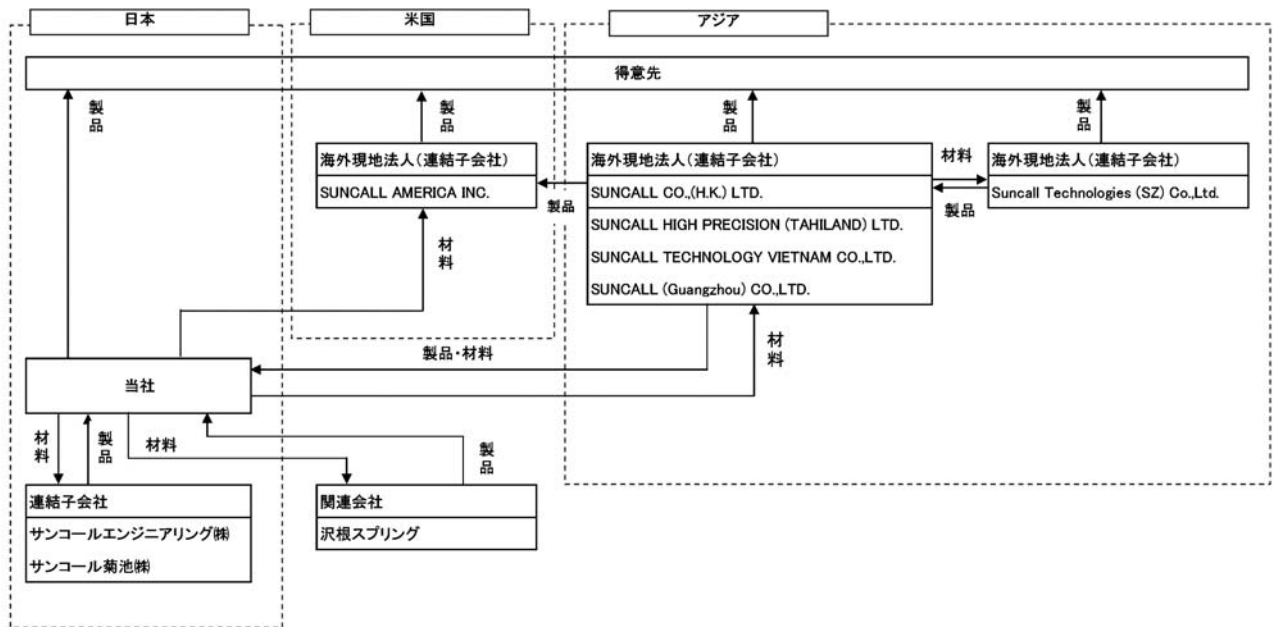 日本
米国
アジア
得意先
製品
製品
製品
製品
海外現地法人(連結子会社)
SUNCALL AMERICA INC.
製品
海外現地法人(連結子会社)
SUNCALL CO.,(H.K.) LTD.
SUNCALL HIGH PRECISION (TAHILAND) LTD.
SUNCALL TECHNOLOGY VIETNAM CO.,LTD.
SUNCALL (Guangzhou) CO.,LTD.
材料
製品
海外現地法人(連結子会社)
Suncall Technologies (SZ) Co.,Ltd.
材料
製品・材料
材料
当社
材料
製品
材料
製品
連結子会社
サンコールエンジニアリング㈱
サンコール菊池㈱
関連会社
沢根スプリング